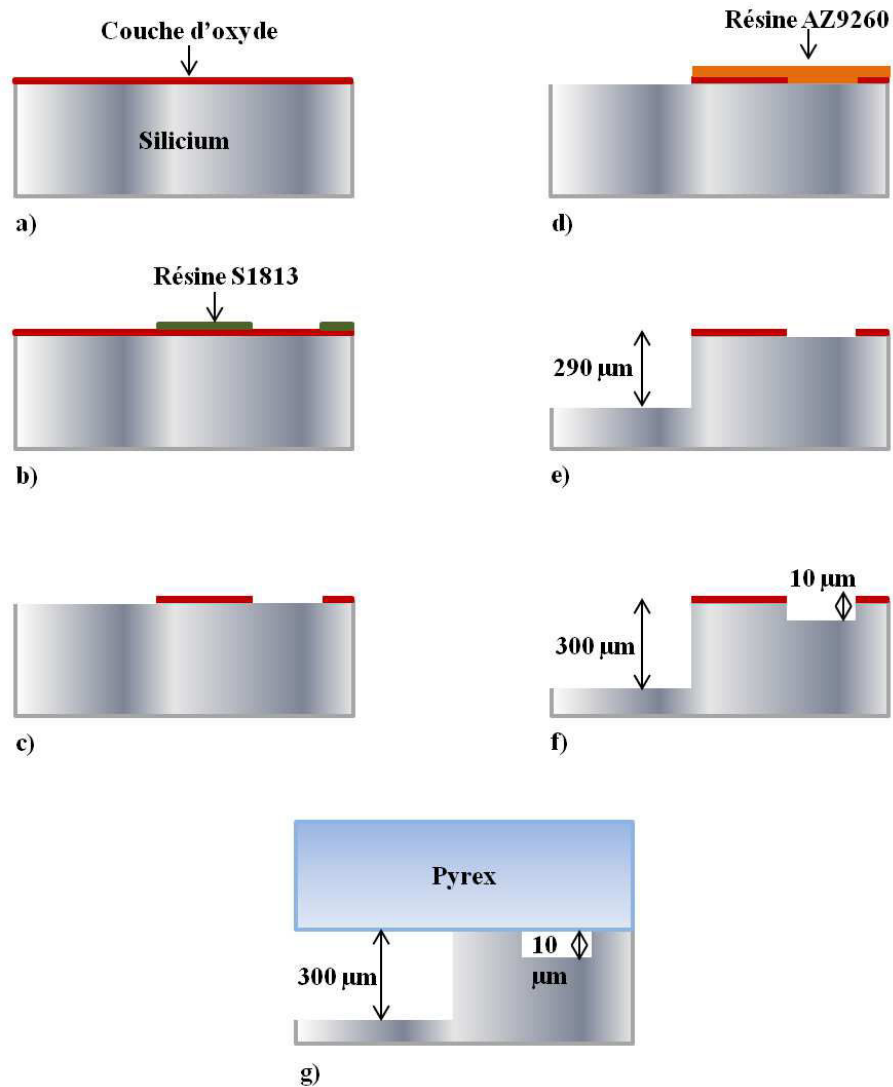 Couche d'oxyde
Silicium
a)
Résine S1813
b)
c)
Résine AZ9260
d)
290 µm
e)
10 µm
300 µm
f)
Pyrex
300 µm
10
µm
g)